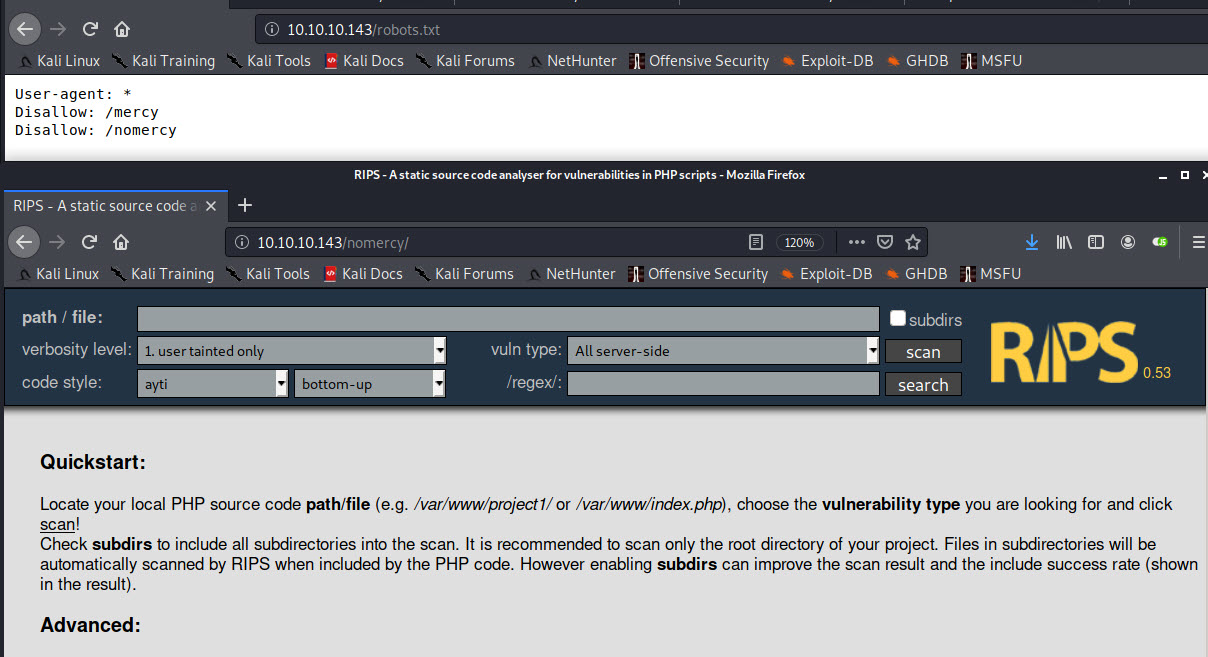 10.10.10.143/robots.txt
Kali Linux Kali Training Kali Tools Kali Docs Kali Forums NetHunter Offensive Security Exploit-DB GHDB MSFU
User-agent: *
Disallow: /mercy
Disallow: /nomercy
RIPS - A static source code analyser for vulnerabilities in PHP scripts - Mozilla Firefox
RIPS - A static source code a
10.10.10.143/nomercy/ 120%
Kali Linux Kali Training Kali Tools Kali Docs Kali Forums NetHunter Offensive Security Exploit-DB GHDB MSFU
path / file: subdirs
verbosity level: 1. user tainted only vuln type: All server-side scan
code style: ayti bottom-up /regex/: search
RIPS 0.53
Quickstart:
Locate your local PHP source code path/file (e.g. /var/www/project1/ or /var/www/index.php), choose the vulnerability type you are looking for and click
scan!
Check subdirs to include all subdirectories into the scan. It is recommended to scan only the root directory of your project. Files in subdirectories will be
automatically scanned by RIPS when included by the PHP code. However enabling subdirs can improve the scan result and the include success rate (shown
in the result).
Advanced: